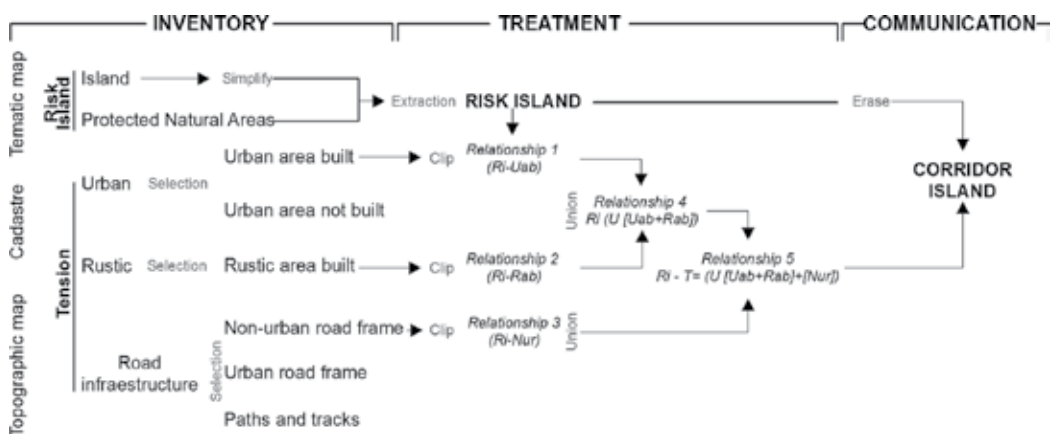 INVENTORY
TREATMENT
COMMUNICATION
Tematic map
Risk
Island
Island
Simplify
Protected Natural Areas
Extraction
RISK ISLAND
Erase
CORRIDOR
ISLAND
Cadastre
Tension
Urban
Selection
Urban area built
Clip
Relationship 1
(Ri-Uab)
Urban area not built
Union
Relationship 4
Ri (U [Uab+Rab])
Rustic
Selection
Rustic area built
Clip
Relationship 2
(Ri-Rab)
Relationship 5
Ri - T= (U [Uab+Rab]+[Nur])
Topographic map
Road
infraestructure
Selection
Non-urban road frame
Clip
Relationship 3
(Ri-Nur)
Union
Urban road frame
Paths and tracks